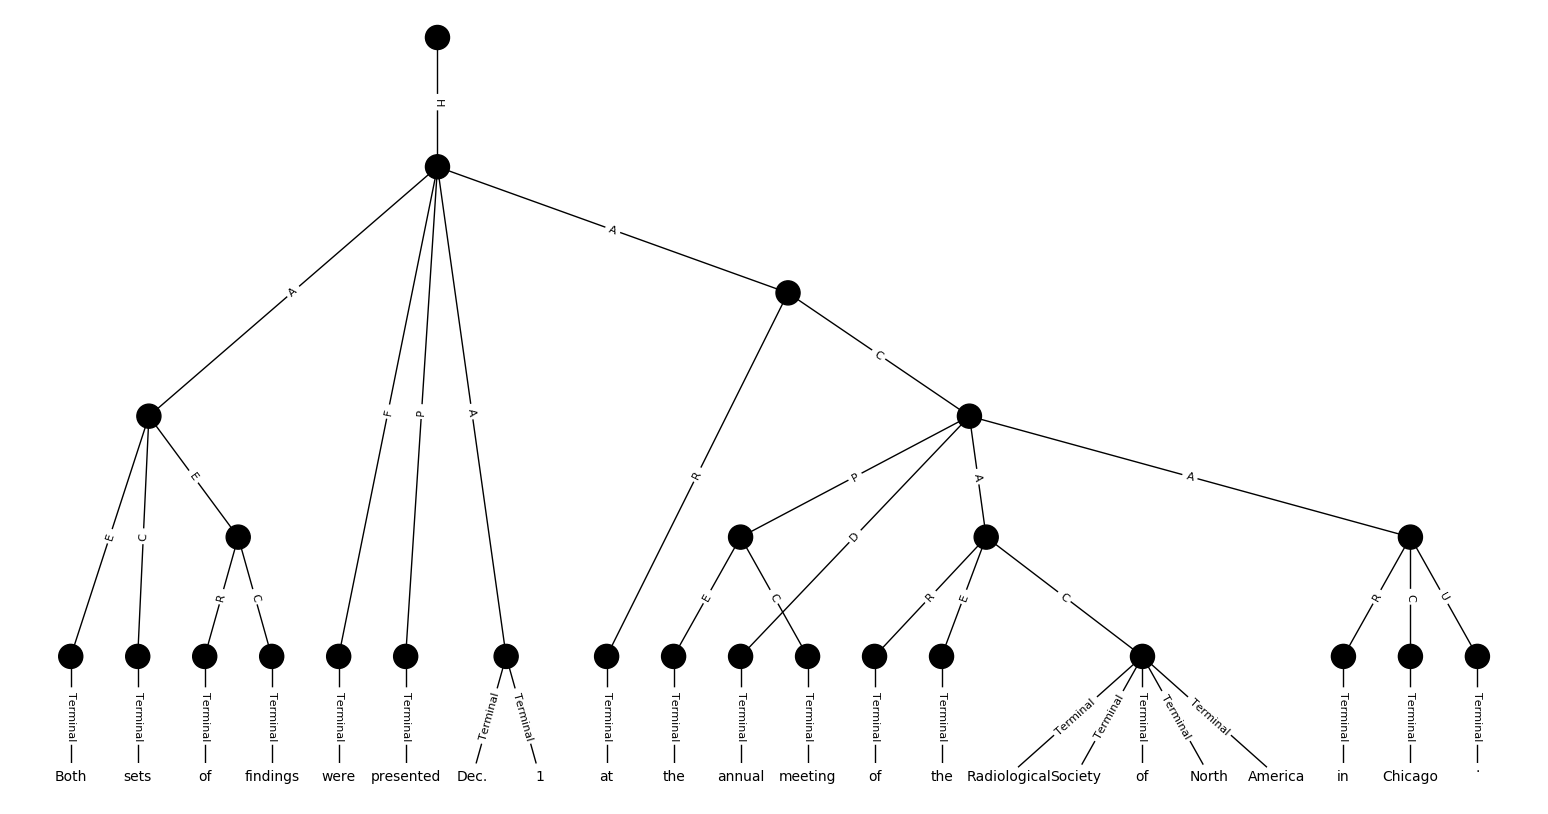 H
A
A
F
P
A
C
R
E
C
E
P
D
A
A
R
C
E
C
R
E
C
R
C
U
Terminal Terminal Terminal Terminal Terminal Terminal Terminal Terminal Terminal Terminal Terminal Terminal Terminal Terminal Terminal Terminal Terminal Terminal Terminal Terminal Terminal Terminal
Both sets of findings were presented Dec. 1 at the annual meeting of the Radiological Society of North America in Chicago .